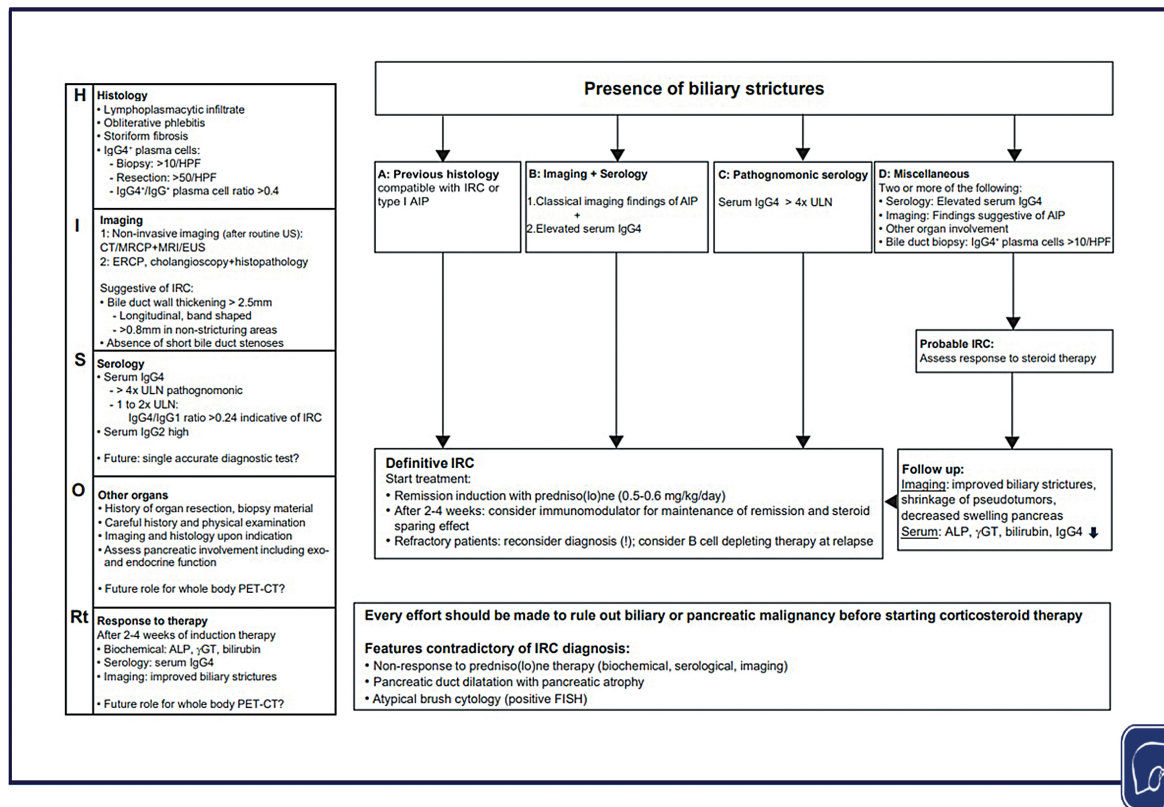 H
Histology
• Lymphoplasmacytic infiltrate
• Obliterative phlebitis
• Storiform fibrosis
• IgG4⁺ plasma cells:
- Biopsy: >10/HPF
- Resection: >50/HPF
- IgG4⁺/IgG⁺ plasma cell ratio >0.4
I
Imaging
1: Non-invasive imaging (after routine US):
CT/MRCP+MRI/EUS
2: ERCP, cholangioscopy+histopathology
Suggestive of IRC:
• Bile duct wall thickening > 2.5mm
- Longitudinal, band shaped
- >0.8mm in non-stricturing areas
• Absence of short bile duct stenoses
S
Serology
• Serum IgG4
- > 4x ULN pathognomonic
- 1 to 2x ULN:
IgG4/IgG1 ratio >0.24 indicative of IRC
• Serum IgG2 high
• Future: single accurate diagnostic test?
O
Other organs
• History of organ resection, biopsy material
• Careful history and physical examination
• Imaging and histology upon indication
• Assess pancreatic involvement including exo-
and endocrine function
• Future role for whole body PET-CT?
Rt
Response to therapy
After 2-4 weeks of induction therapy
• Biochemical: ALP, γGT, bilirubin
• Serology: serum IgG4
• Imaging: improved biliary strictures
• Future role for whole body PET-CT?
Presence of biliary strictures
A: Previous histology
compatible with IRC or
type I AIP
B: Imaging + Serology
1.Classical imaging findings of AIP
+
2.Elevated serum IgG4
C: Pathognomonic serology
Serum IgG4 > 4x ULN
D: Miscellaneous
Two or more of the following:
• Serology: Elevated serum IgG4
• Imaging: Findings suggestive of AIP
• Other organ involvement
• Bile duct biopsy: IgG4⁺ plasma cells >10/HPF
Probable IRC:
Assess response to steroid therapy
Definitive IRC
Start treatment:
• Remission induction with predniso(lo)ne (0.5-0.6 mg/kg/day)
• After 2-4 weeks: consider immunomodulator for maintenance of remission and steroid
sparing effect
• Refractory patients: reconsider diagnosis (!); consider B cell depleting therapy at relapse
Follow up:
Imaging: improved biliary strictures,
shrinkage of pseudotumors,
decreased swelling pancreas
Serum: ALP, γGT, bilirubin, IgG4 ⬇
Every effort should be made to rule out biliary or pancreatic malignancy before starting corticosteroid therapy
Features contradictory of IRC diagnosis:
• Non-response to predniso(lo)ne therapy (biochemical, serological, imaging)
• Pancreatic duct dilatation with pancreatic atrophy
• Atypical brush cytology (positive FISH)